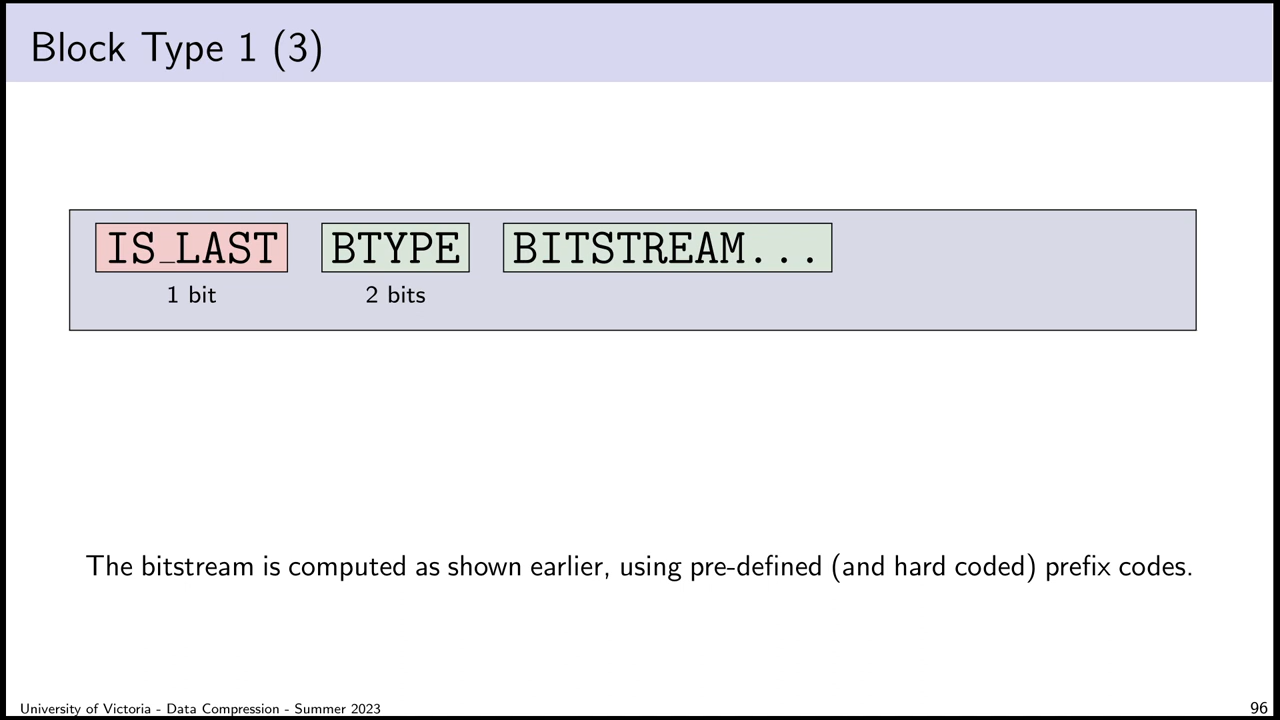 Block Type 1 (3)
IS_LAST BTYPE BITSTREAM...
1 bit 2 bits
The bitstream is computed as shown earlier, using pre-defined (and hard coded) prefix codes.
University of Victoria - Data Compression - Summer 2023 96